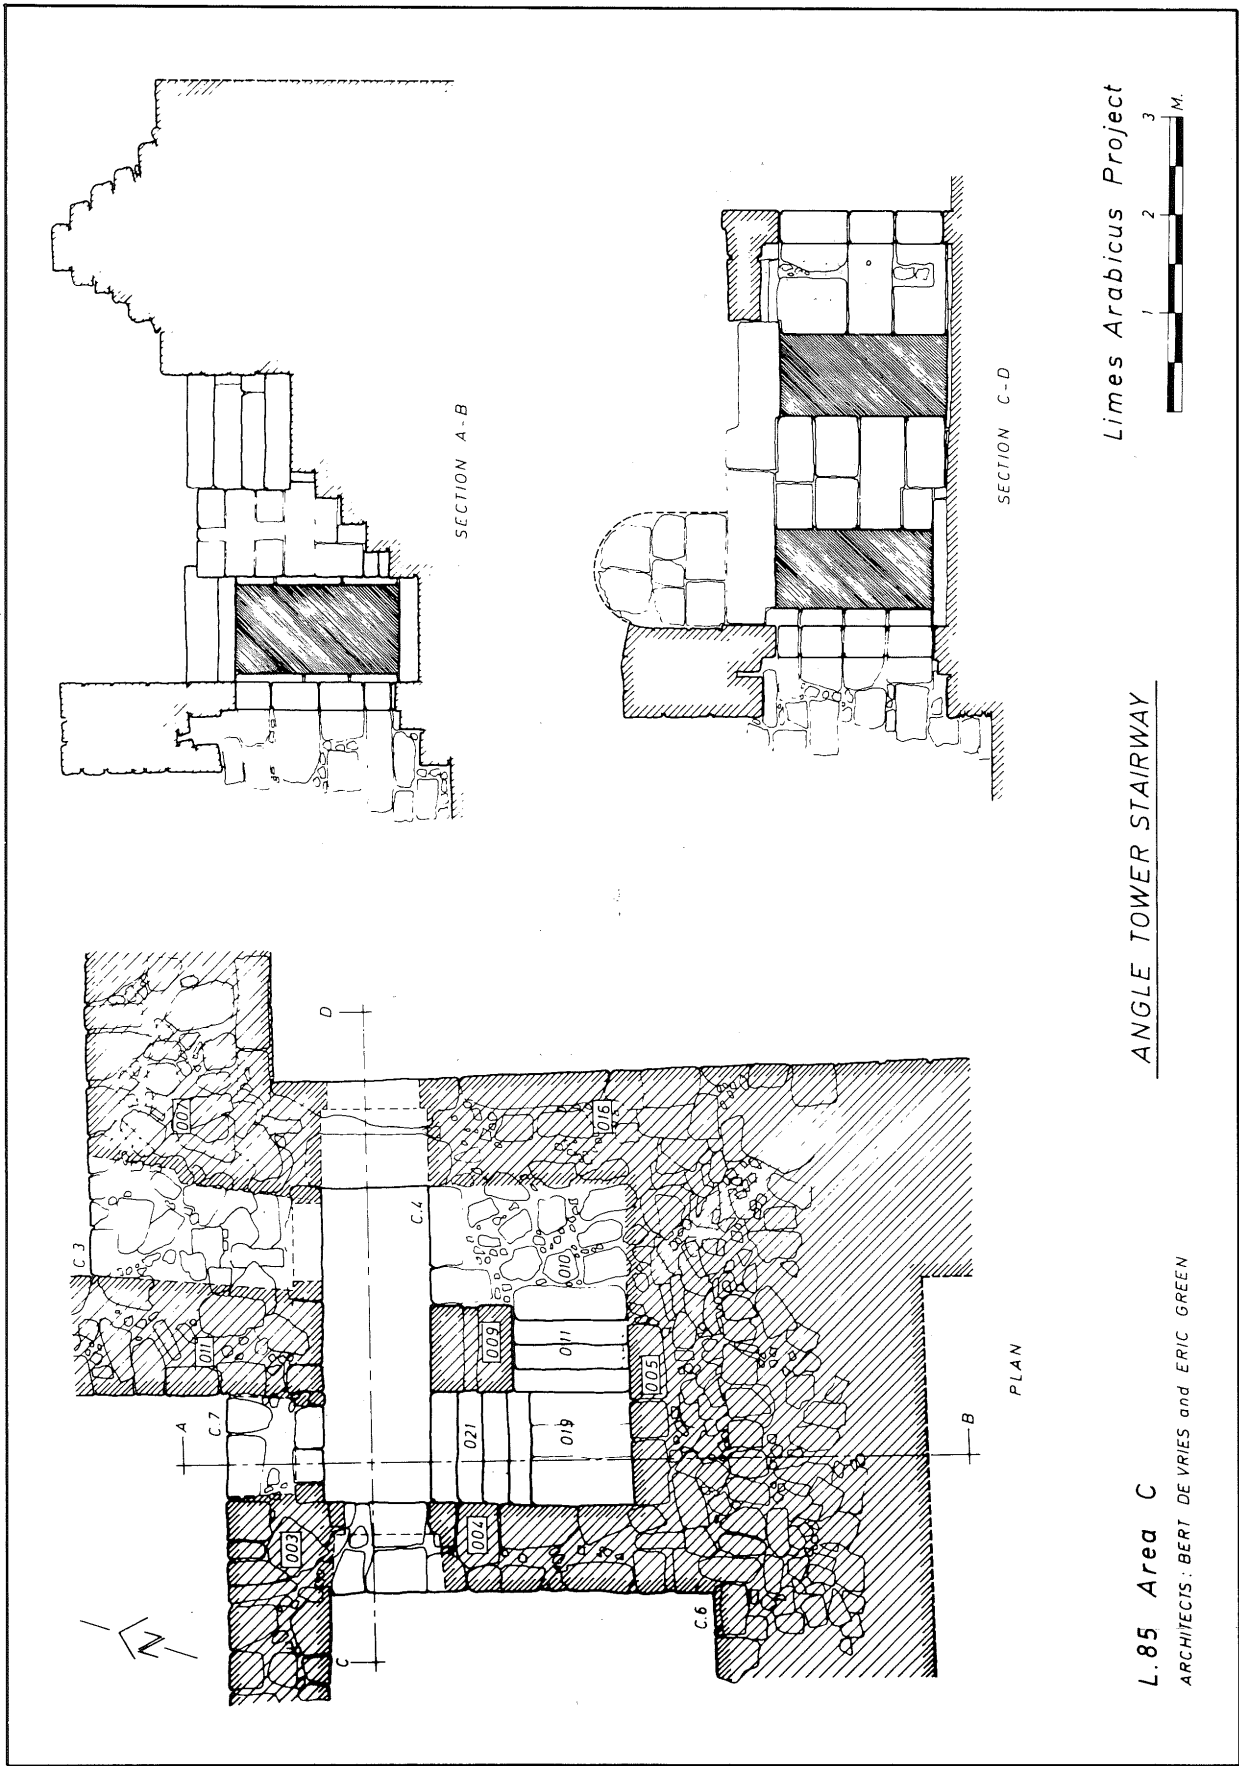 C.3
001
011
C.7
A
003
D
C.4
016
010
009
011
005
021
019
004
C
C.6
B
N
PLAN
SECTION A-B
SECTION C-D
L.85 Area C
ARCHITECTS: BERT DE VRIES and ERIC GREEN
ANGLE TOWER STAIRWAY
Limes Arabicus Project
1 2 3 M.